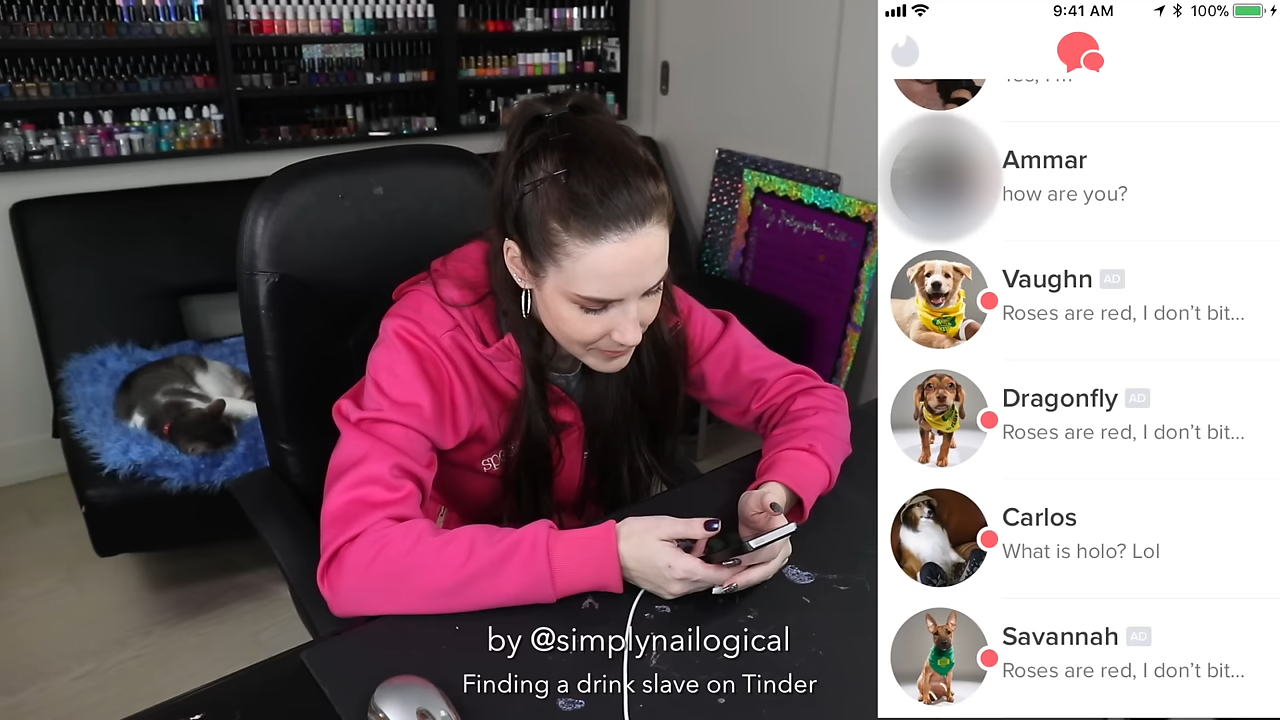 9:41 AM
100%
Ammar
how are you?
Vaughn AD
Roses are red, I don’t bit...
Dragonfly AD
Roses are red, I don’t bit...
Carlos
What is holo? Lol
Savannah AD
Roses are red, I don’t bit...
by @simplynailogical
Finding a drink slave on Tinder